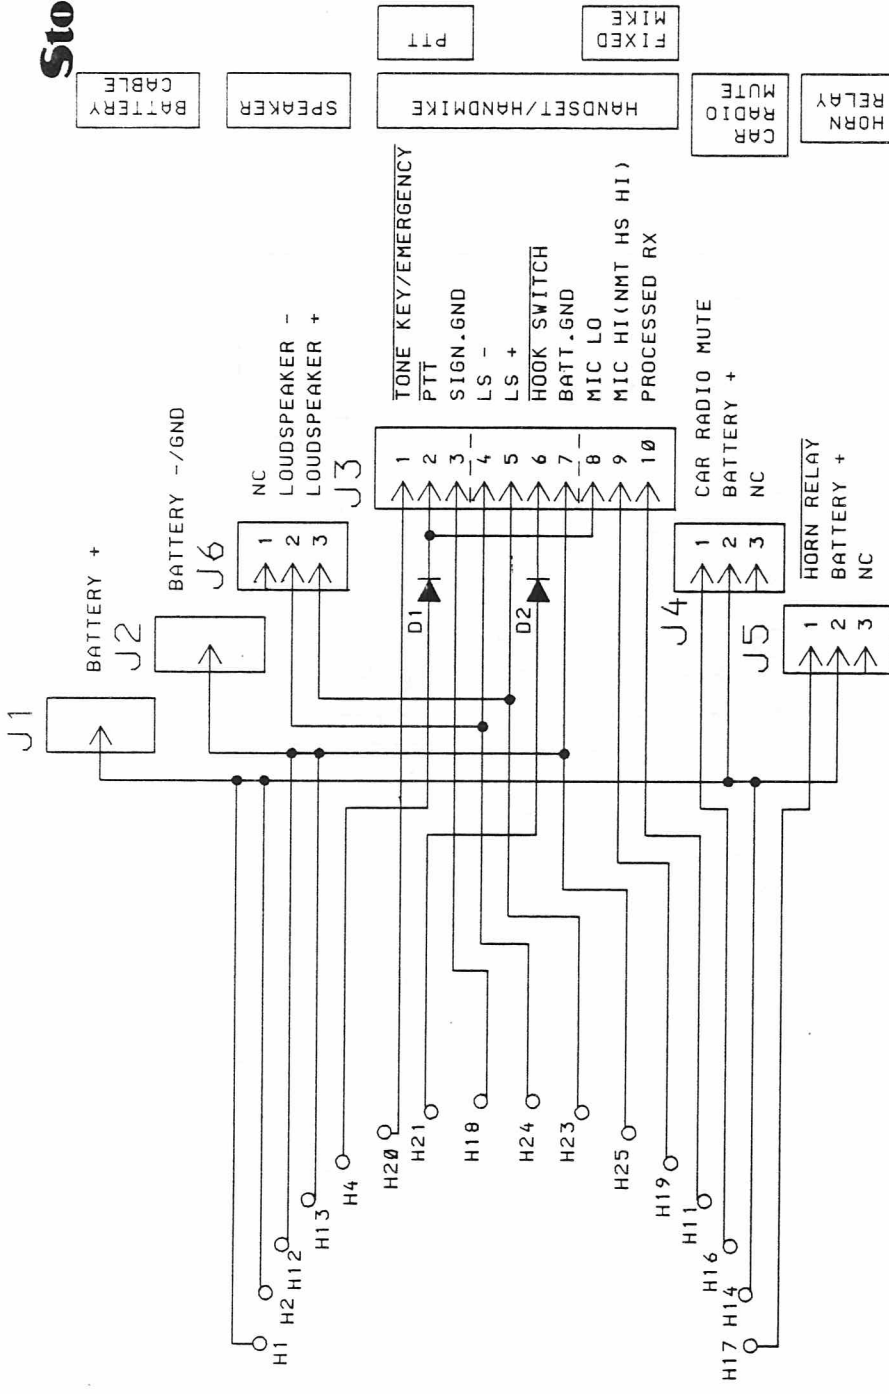 Sto
PTT
FIXED
MIKE
BATTERY
CABLE
SPEAKER
HANDSET/HANDMIKE
CAR
RADIO
MUTE
HORN
RELAY
J1
BATTERY +
J2
BATTERY -/GND
J6
1 NC
2 LOUDSPEAKER -
3 LOUDSPEAKER +
J3
1 TONE KEY/EMERGENCY
2 PTT
3 SIGN.GND
4 LS -
5 LS +
6 HOOK SWITCH
7 BATT.GND
8 MIC LO
9 MIC HI(NMT HS HI)
10 PROCESSED RX
D1
D2
J4
1 CAR RADIO MUTE
2 BATTERY +
3 NC
J5
1 HORN RELAY
2 BATTERY +
3 NC
H1
H2
H12
H13
H4
H20
H21
H18
H24
H23
H25
H19
H11
H16
H14
H17